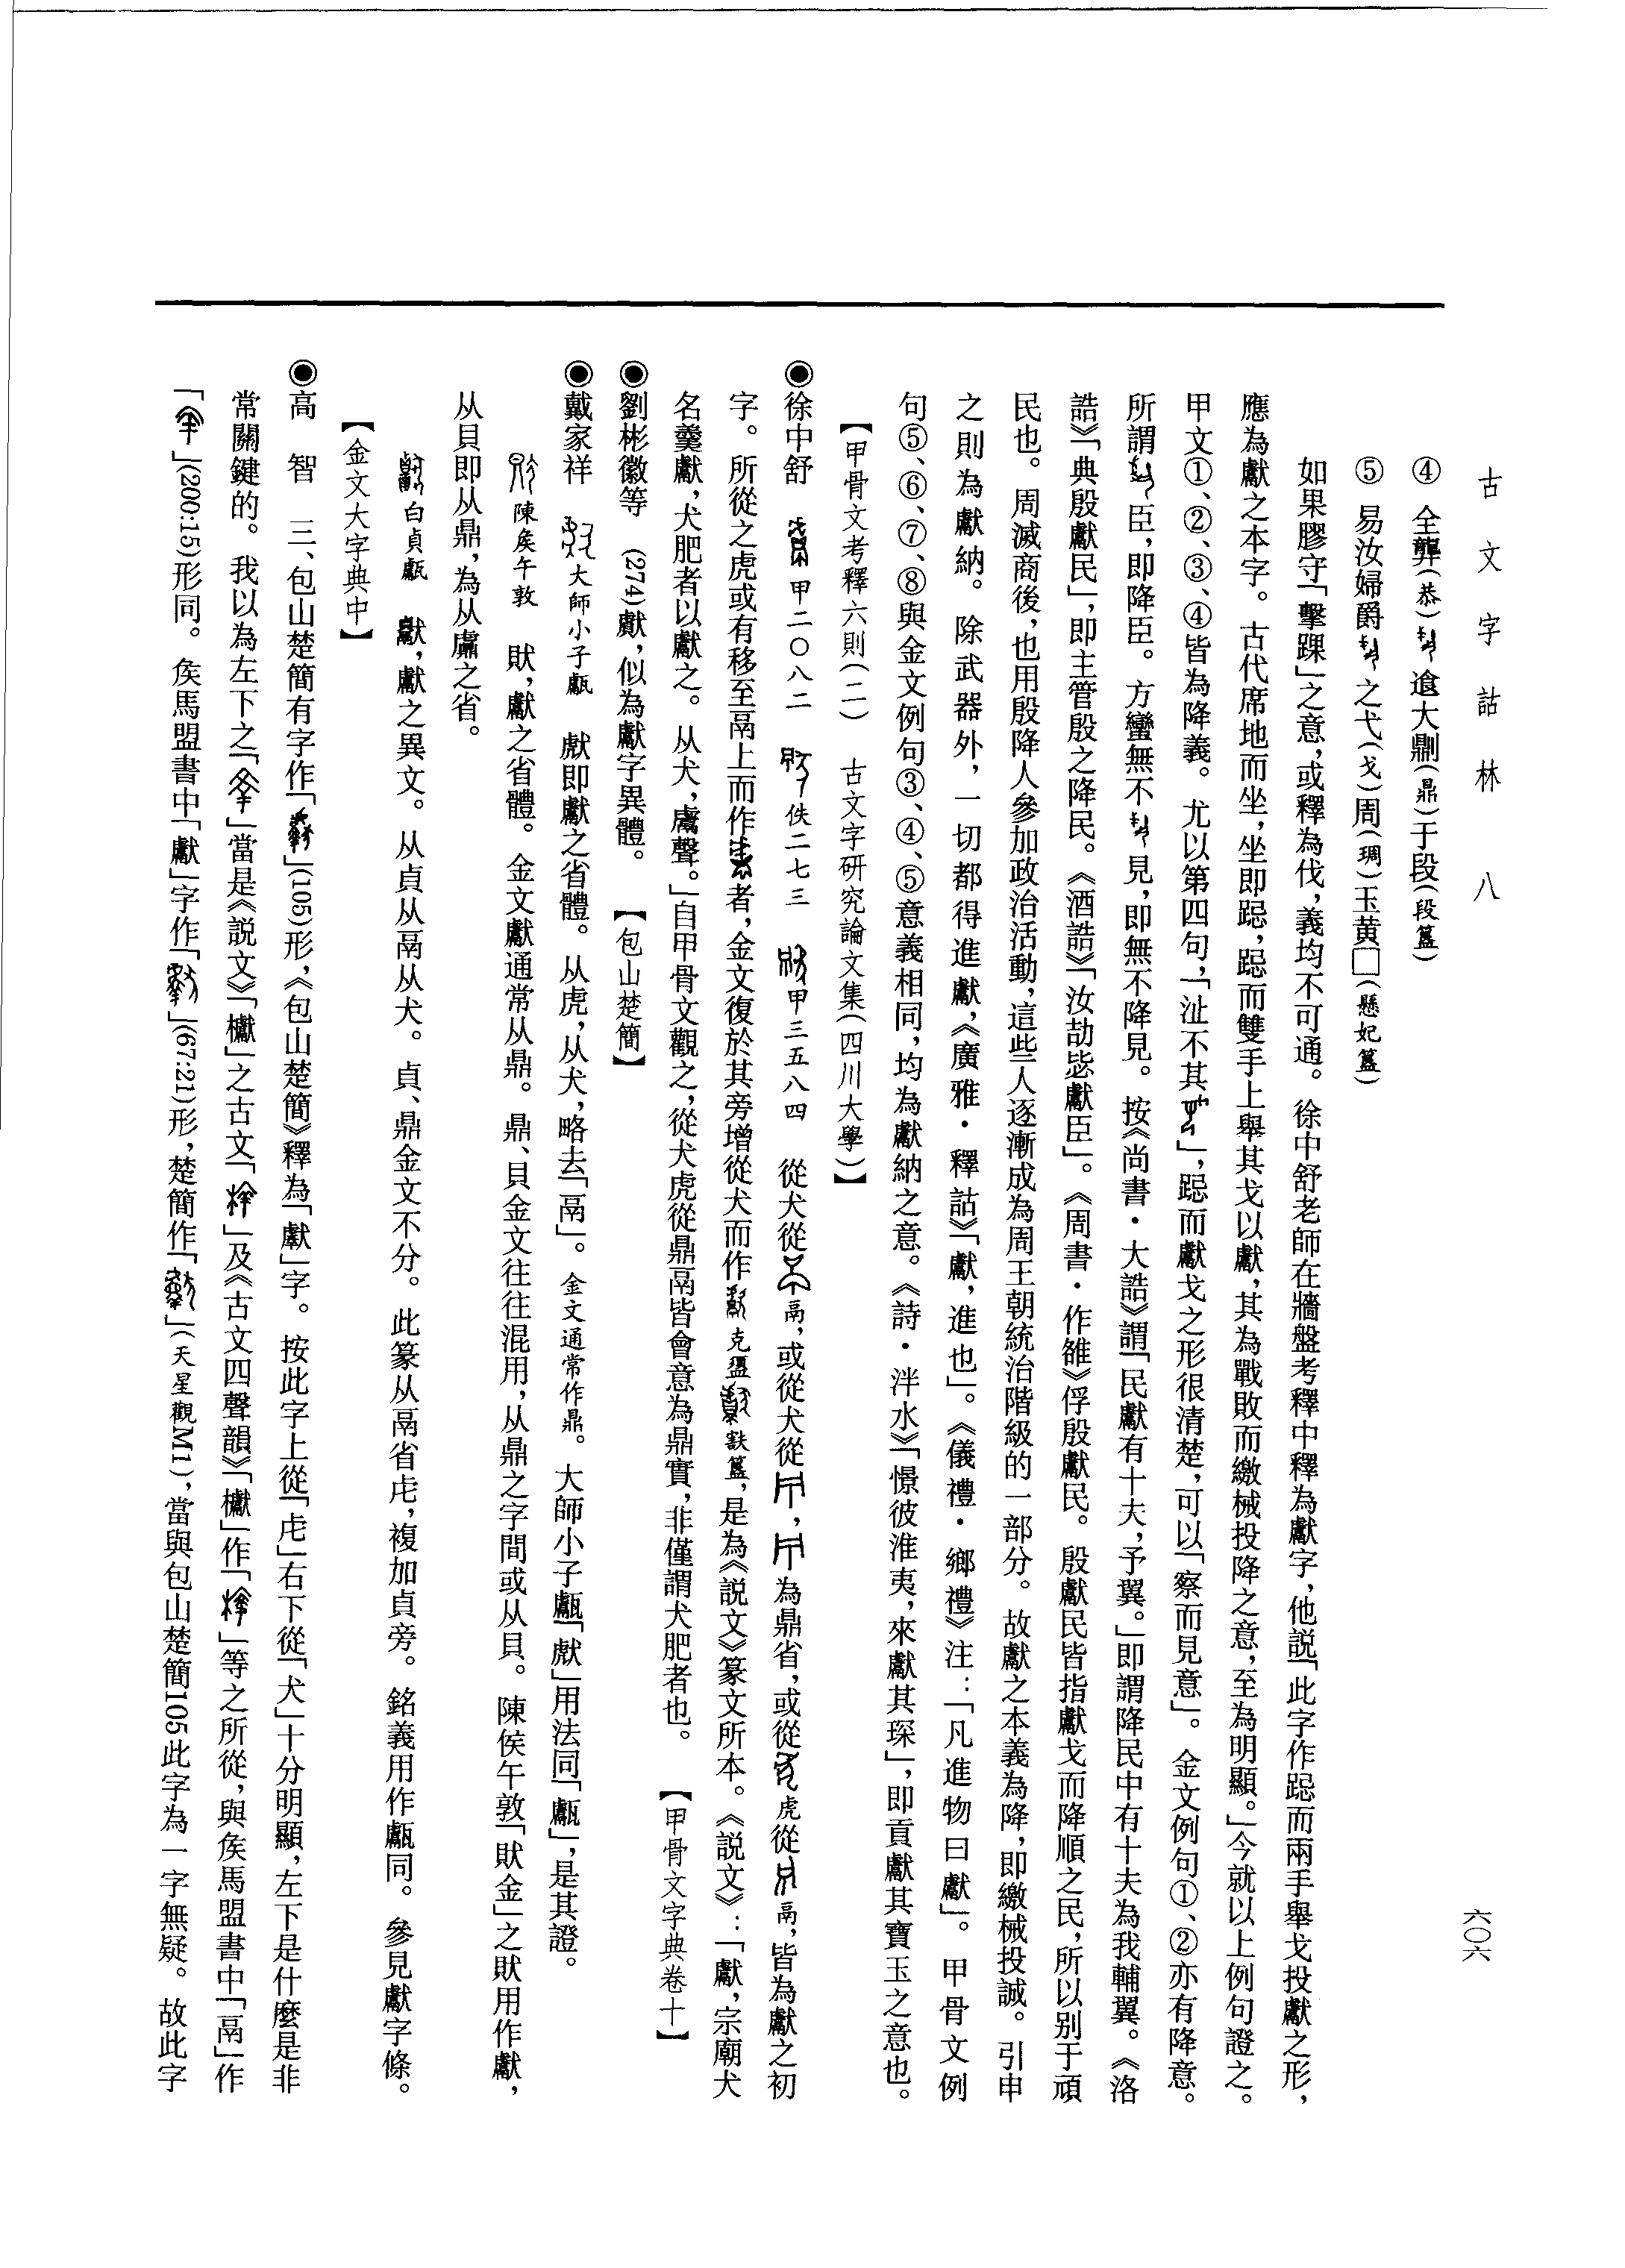 古文字詁林 八
六〇六
④ 全龏(恭) 逾大鼎(鼎)于段(段簋)
⑤ 易汝婦爵 之弋(戈)周(琱)玉黄□(縣妃簋)
如果膠守「擊踝」之意，或釋為伐，義均不可通。徐中舒老師在牆盤考釋中釋為獻字，他説「此字作跽而兩手舉戈投獻之形，
應為獻之本字。古代席地而坐，坐即跽，跽而雙手上舉其戈以獻，其為戰敗而繳械投降之意，至為明顯。」今就以上例句證之。
甲文①、②、③、④皆為降義。尤以第四句，「沚不其 」，跽而獻戈之形很清楚，可以「察而見意」。金文例句①、②亦有降意。
所謂 臣，即降臣。方蠻無不 見，即無不降見。按《尚書·大誥》謂「民獻有十夫，予翼。」即謂降民中有十夫為我輔翼。《洛
誥》「典殷獻民」，即主管殷之降民。《酒誥》「汝劼毖獻臣」。《周書·作雒》俘殷獻民。殷獻民皆指獻戈而降順之民，所以别于頑
民也。周滅商後，也用殷降人參加政治活動，這些人逐漸成為周王朝統治階級的一部分。故獻之本義為降，即繳械投誠。引申
之則為獻納。除武器外，一切都得進獻，《廣雅·釋詁》「獻，進也」。《儀禮·鄉禮》注：「凡進物曰獻」。甲骨文例
句⑤、⑥、⑦、⑧與金文例句③、④、⑤意義相同，均為獻納之意。《詩·泮水》「憬彼淮夷，來獻其琛」，即貢獻其寶玉之意也。
【甲骨文考釋六則(二) 古文字研究論文集(四川大學)】
◉徐中舒 甲二〇八二 佚二七三 甲三五八四 從犬從 鬲，或從犬從 ， 為鼎省，或從 虎從 鬲，皆為獻之初
字。所從之虎或有移至鬲上而作 者，金文復於其旁增從犬而作 克盨 簋，是為《説文》篆文所本。《説文》：「獻，宗廟犬
名羹獻，犬肥者以獻之。从犬，鬳聲。」自甲骨文觀之，從犬虎從鼎鬲皆會意為鼎實，非僅謂犬肥者也。 【甲骨文字典卷十】
◉劉彬徽等 (274)獻，似為獻字異體。 【包山楚簡】
◉戴家祥 大師小子甗 獻即獻之省體。从虎，从犬，略去「鬲」。金文通常作鼎。大師小子甗「 」用法同「甗」，是其證。
陳矦午敦 ，獻之省體。金文獻通常从鼎。鼎、貝金文往往混用，从鼎之字間或从貝。陳侯午敦「 金」之 用作獻，
从貝即从鼎，為从鬳之省。
白貞甗 ，獻之異文。从貞从鬲从犬。貞、鼎金文不分。此篆从鬲省虍，複加貞旁。銘義用作甗同。參見獻字條。
【金文大字典中】
◉高 智 三、包山楚簡有字作「 」(105)形，《包山楚簡》釋為「獻」字。按此字上從「虍」右下從「犬」十分明顯，左下是什麼是非
常關鍵的。我以為左下之「 」當是《説文》「钀」之古文「 」及《古文四聲韻》「钀」作「 」等之所從，與矦馬盟書中「鬲」作
「 」(200:15)形同。矦馬盟書中「獻」字作「 」(67:21)形，楚簡作「 」(天星觀M1)，當與包山楚簡105此字為一字無疑。故此字